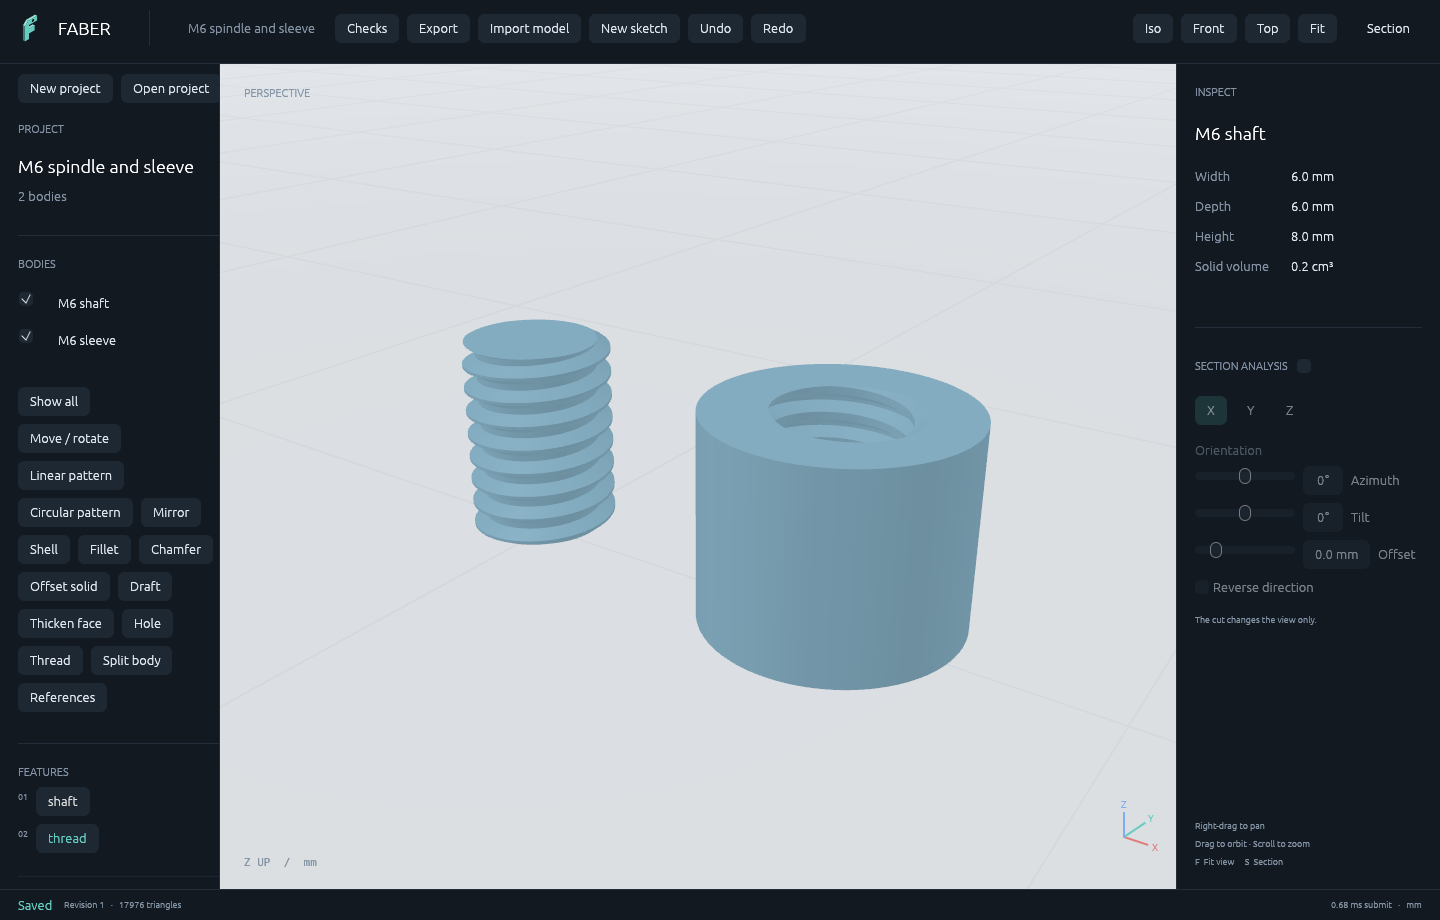 FABER
M6 spindle and sleeve
Checks
Export
Import model
New sketch
Undo
Redo
Iso
Front
Top
Fit
Section
New project
Open project
PROJECT
M6 spindle and sleeve
2 bodies
BODIES
M6 shaft
M6 sleeve
Show all
Move / rotate
Linear pattern
Circular pattern
Mirror
Shell
Fillet
Chamfer
Offset solid
Draft
Thicken face
Hole
Thread
Split body
References
FEATURES
01 shaft
02 thread
PERSPECTIVE
Z
Y
X
Z UP / mm
INSPECT
M6 shaft
Width 6.0 mm
Depth 6.0 mm
Height 8.0 mm
Solid volume 0.2 cm³
SECTION ANALYSIS
X Y Z
Orientation
0° Azimuth
0° Tilt
0.0 mm Offset
Reverse direction
The cut changes the view only.
Right-drag to pan
Drag to orbit · Scroll to zoom
F Fit view S Section
Saved Revision 1 · 17976 triangles
0.68 ms submit · mm